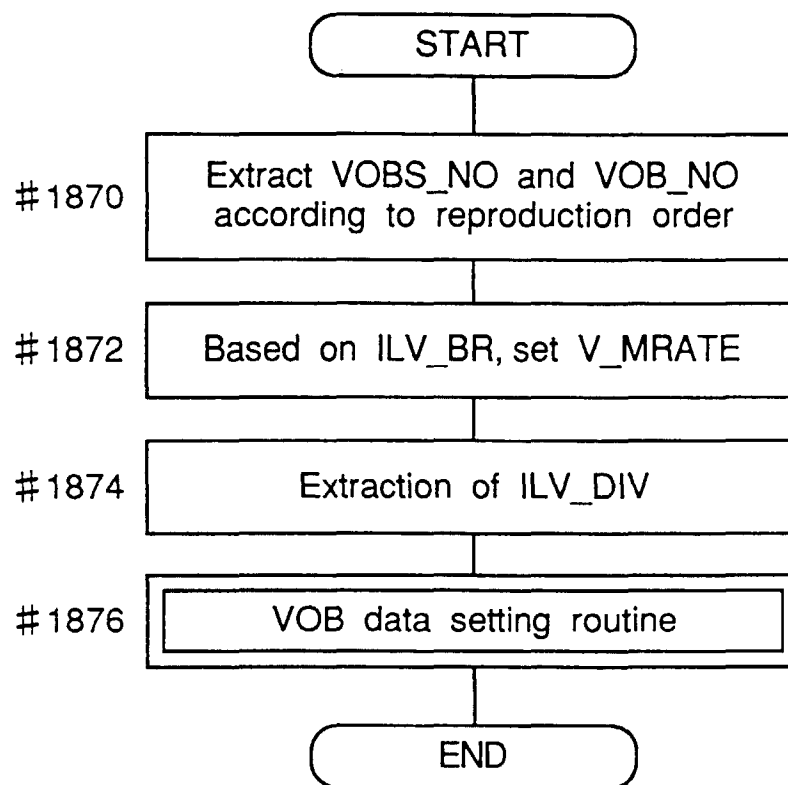 START
#1870
Extract VOBS_NO and VOB_NO
according to reproduction order
#1872
Based on ILV_BR, set V_MRATE
#1874
Extraction of ILV_DIV
#1876
VOB data setting routine
END